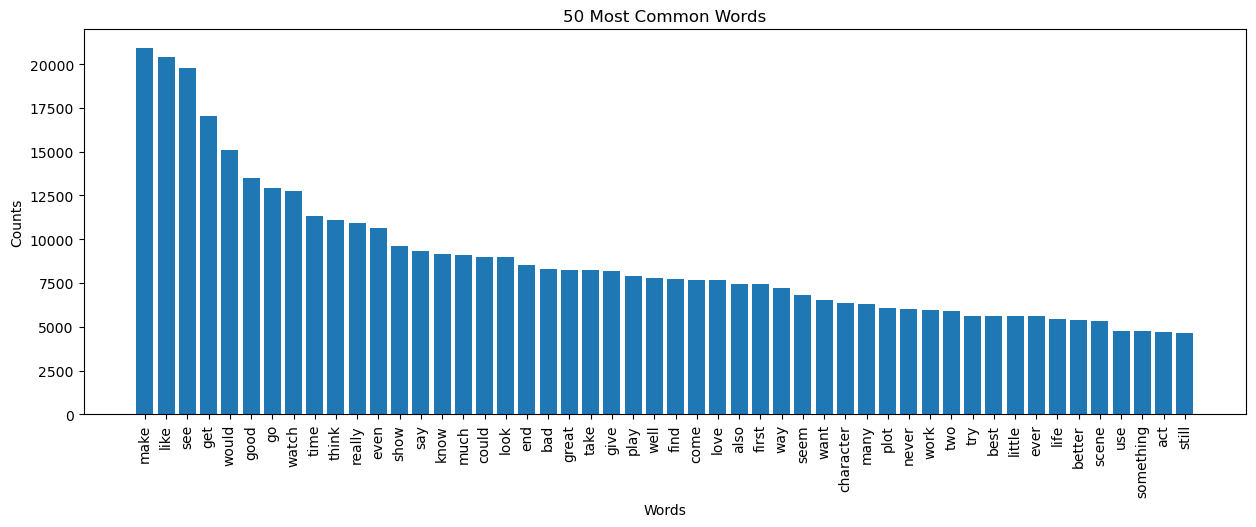 50 Most Common Words
Counts
20000
17500
15000
12500
10000
7500
5000
2500
0
make
like
see
get
would
good
go
watch
time
think
really
even
show
say
know
much
could
look
end
bad
great
take
give
play
well
find
come
love
also
first
way
seem
want
character
many
plot
never
work
two
try
best
little
ever
life
better
scene
use
something
act
still
Words